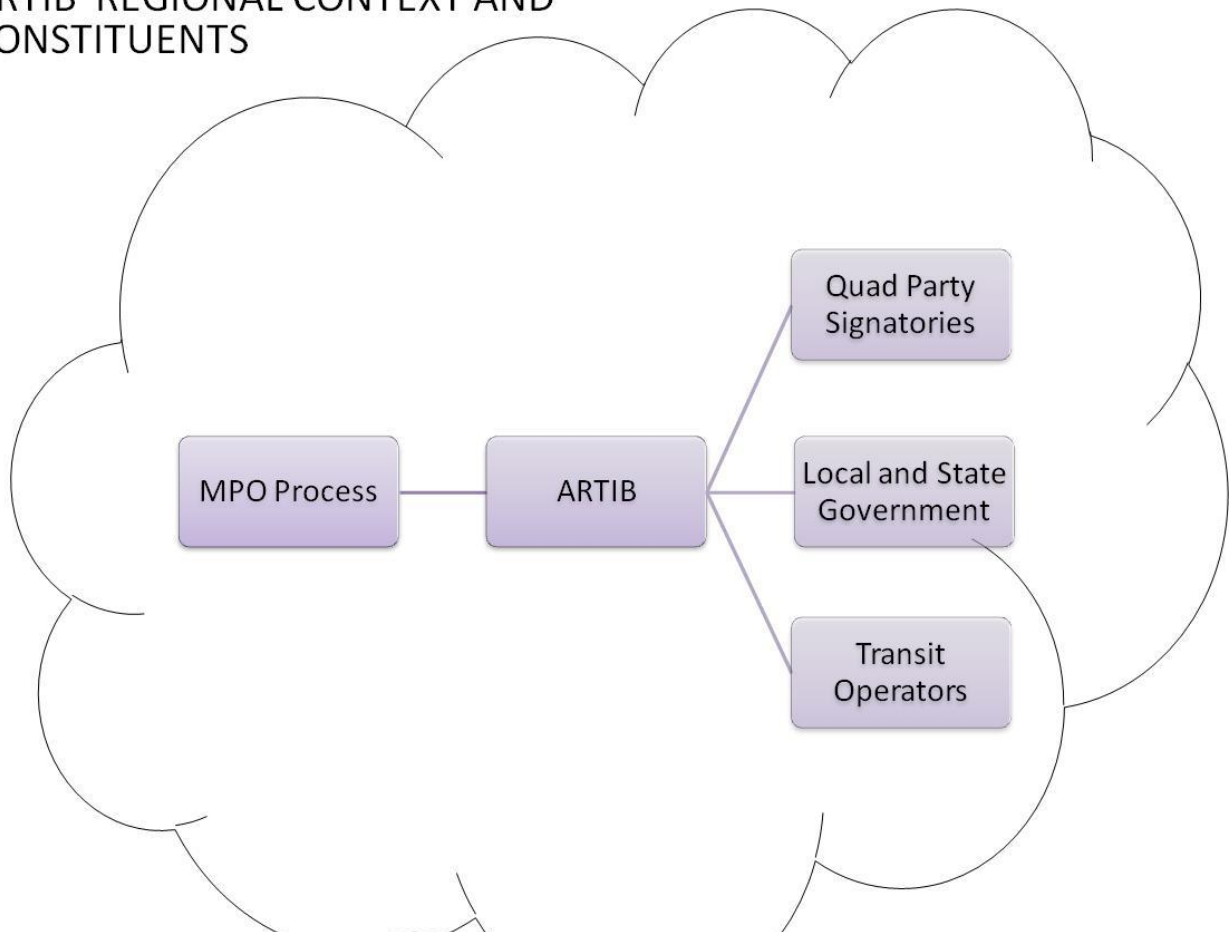 RTIB REGIONAL CONTEXT AND
ONSTITUENTS
Quad Party
Signatories
MPO Process
ARTIB
Local and State
Government
Transit
Operators